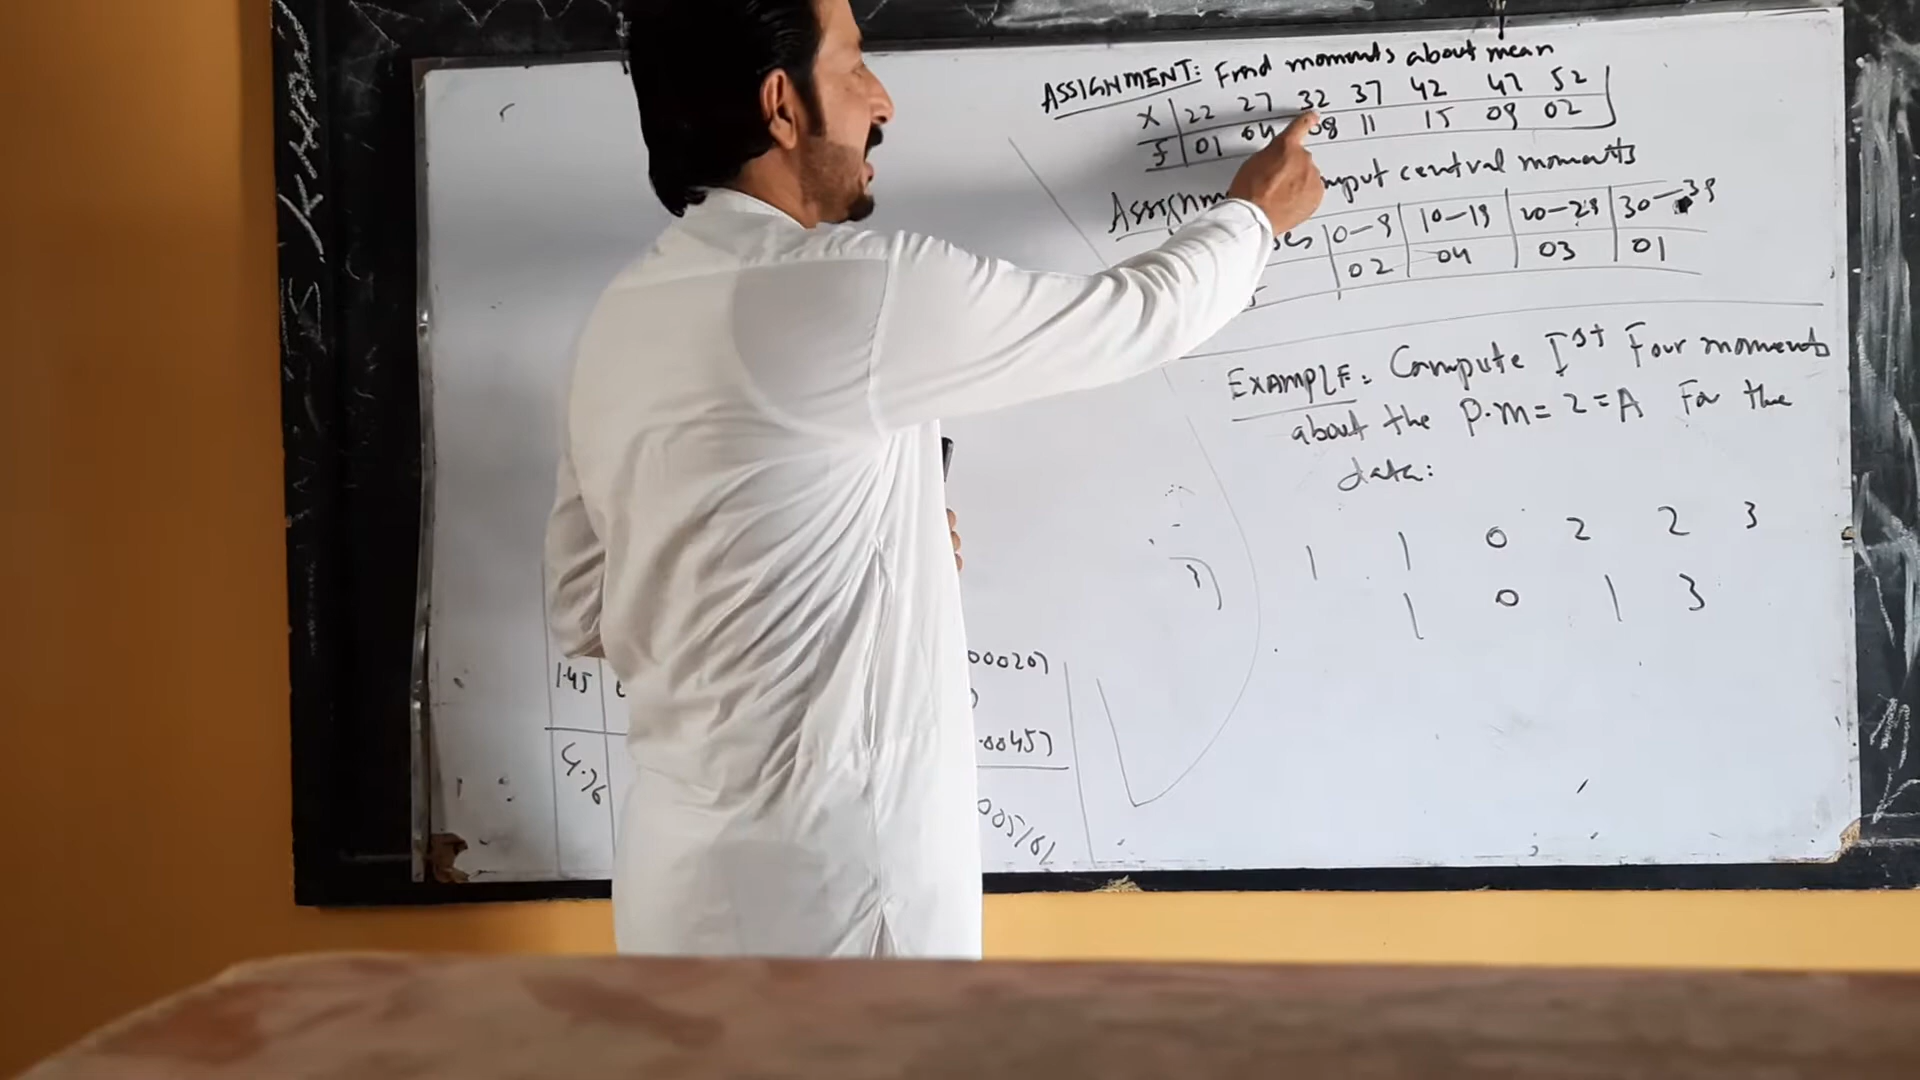 ASSIGNMENT: Find moments about mean
X 22 27 32 37 42 47 52
f 01 04 08 11 15 09 02
central moments
0-9 10-19 20-29 30-39
02 04 03 01
EXAMPLE: Compute Ist Four moments
about the P.M = 2 = A For the
data:
1 1 0 2 2 3
1 0 1 3
1.45
4.76